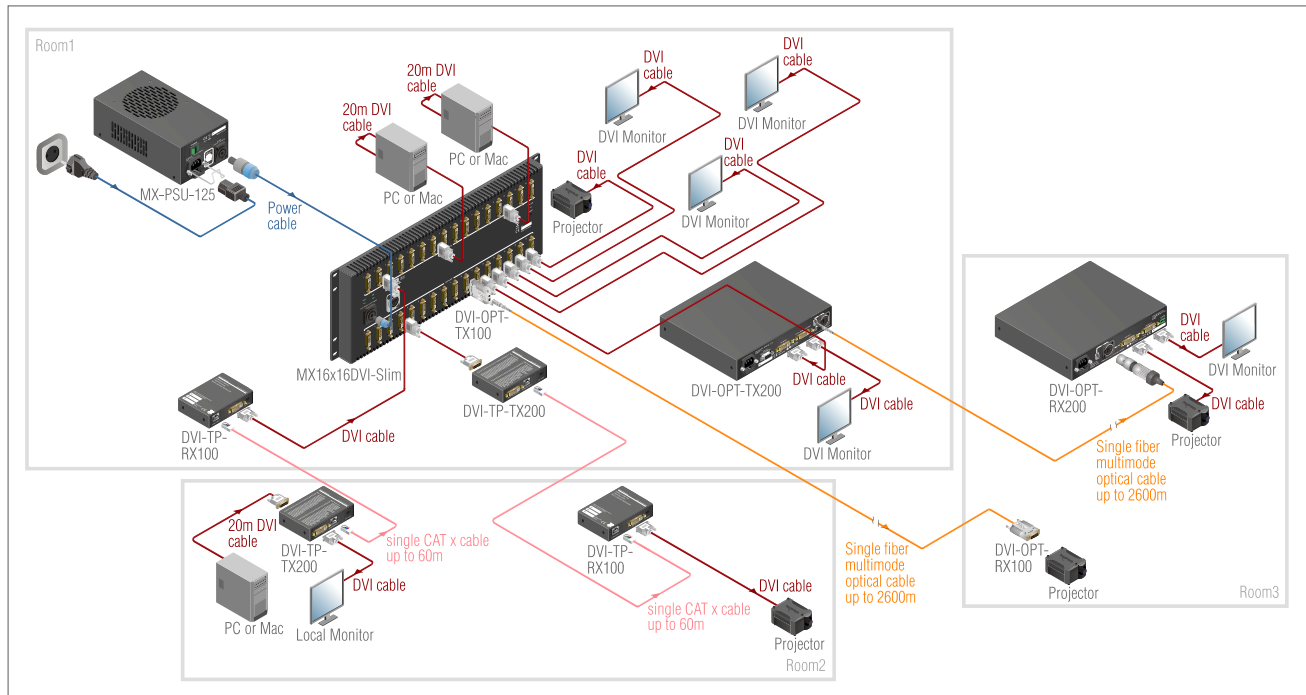 Room1
DVI
cable
DVI
cable
20m DVI
cable
20m DVI
cable
DVI Monitor
DVI Monitor
PC or Mac
DVI
cable
DVI
cable
MX-PSU-125
PC or Mac
Projector
DVI Monitor
Power
cable
DVI-OPT-
TX100
MX16x16DVI-Slim
DVI-OPT-TX200
DVI cable
DVI-TP-TX200
DVI Monitor
DVI-TP-
RX100
DVI cable
DVI
cable
DVI Monitor
DVI-OPT-
RX200
DVI cable
Projector
Single fiber
multimode
optical cable
up to 2600m
20m DVI
cable
DVI-TP-
TX200
single CAT x cable
up to 60m
DVI cable
PC or Mac
Local Monitor
DVI-TP-
RX100
single CAT x cable
up to 60m
DVI cable
Projector
Room2
Single fiber
multimode
optical cable
up to 2600m
DVI-OPT-
RX100
Projector
Room3